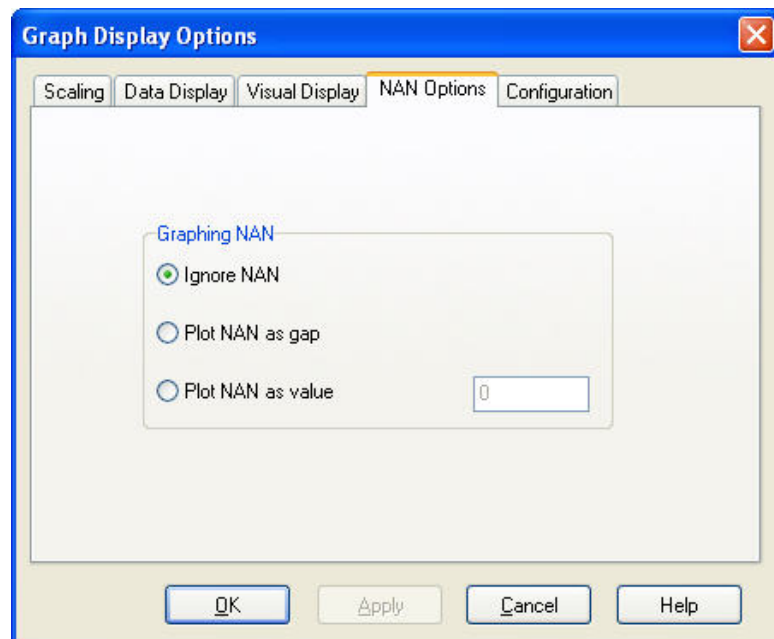 Graph Display Options
Scaling Data Display Visual Display NAN Options Configuration
Graphing NAN
Ignore NAN
Plot NAN as gap
Plot NAN as value 0
OK Apply Cancel Help